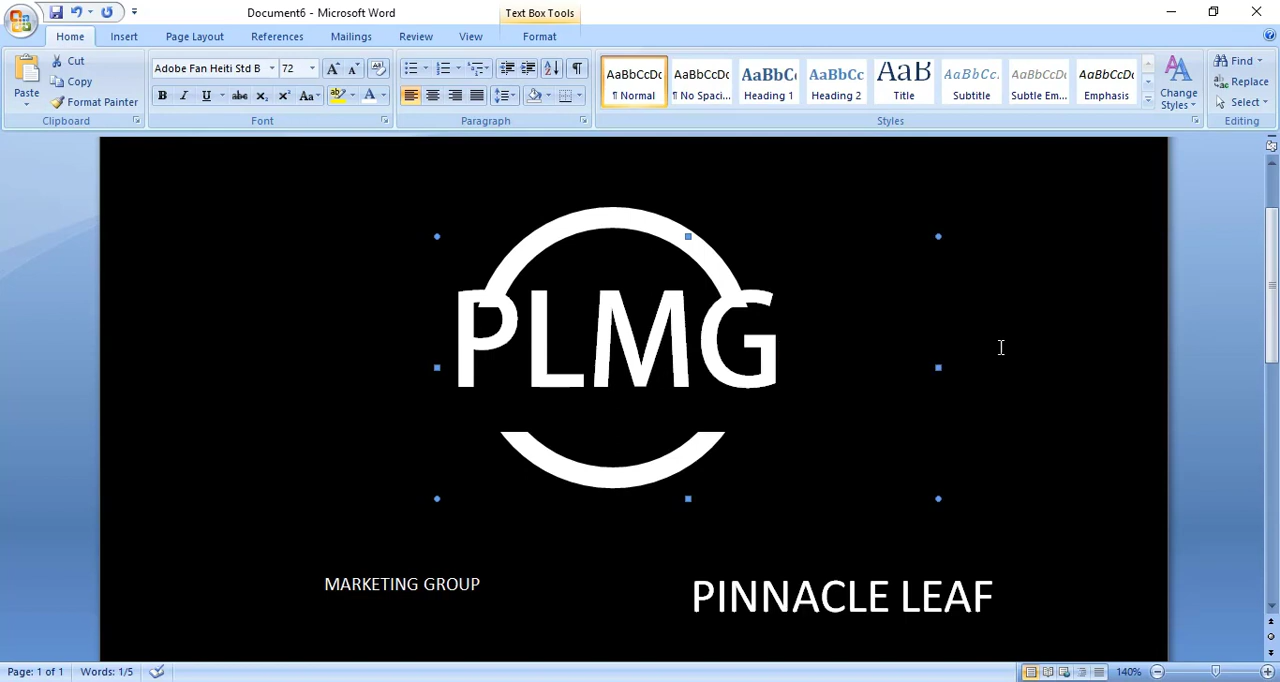 Document6 - Microsoft Word
Text Box Tools
Home
Insert
Page Layout
References
Mailings
Review
View
Format
Paste
Cut
Copy
Format Painter
Clipboard
Adobe Fan Heiti Std B
72
Font
Paragraph
AaBbCcDc
¶ Normal
AaBbCcDc
¶ No Spaci...
AaBbC
Heading 1
AaBbCc
Heading 2
AaB
Title
AaBbCc.
Subtitle
AaBbCcDc
Subtle Em...
AaBbCcDc
Emphasis
Change Styles
Styles
Find
Replace
Select
Editing
PLMG
MARKETING GROUP
PINNACLE LEAF
Page: 1 of 1
Words: 1/5
140%